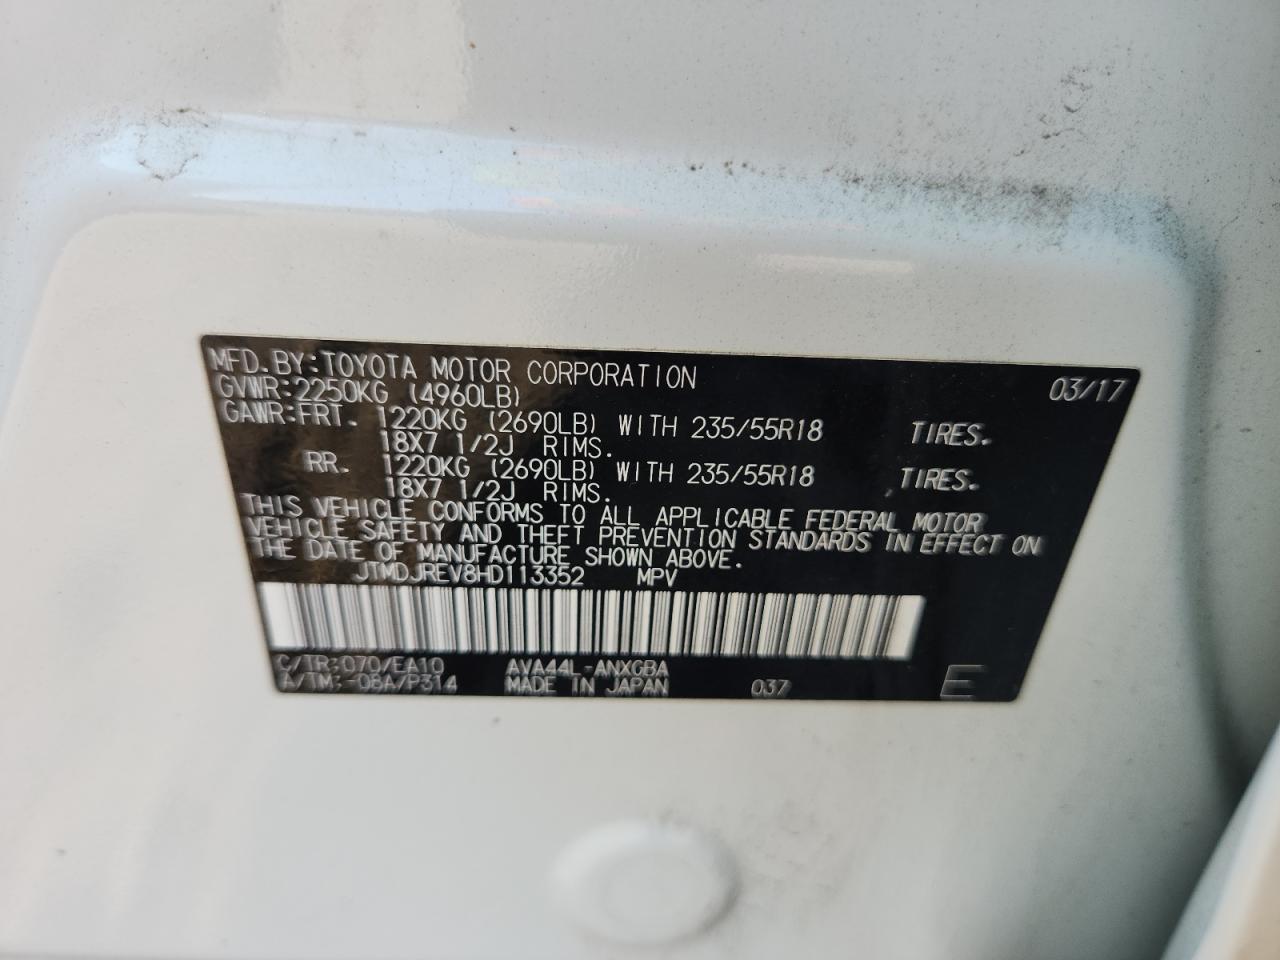 MFD.BY:TOYOTA MOTOR CORPORATION 03/17
GVWR:2250KG (4960LB)
GAWR:FRT. 1220KG (2690LB) WITH 235/55R18 TIRES.
18X7 1/2J RIMS.
RR. 1220KG (2690LB) WITH 235/55R18 , TIRES.
18X7 1/2J RIMS.
THIS VEHICLE CONFORMS TO ALL APPLICABLE FEDERAL MOTOR
VEHICLE SAFETY AND THEFT PREVENTION STANDARDS IN EFFECT ON
THE DATE OF MANUFACTURE SHOWN ABOVE.
JTMDJREV8HD113352 MPV
C/TR:070/EA10 AVA44L-ANXGBA
A/TM:-08A/P314 MADE IN JAPAN 037 E